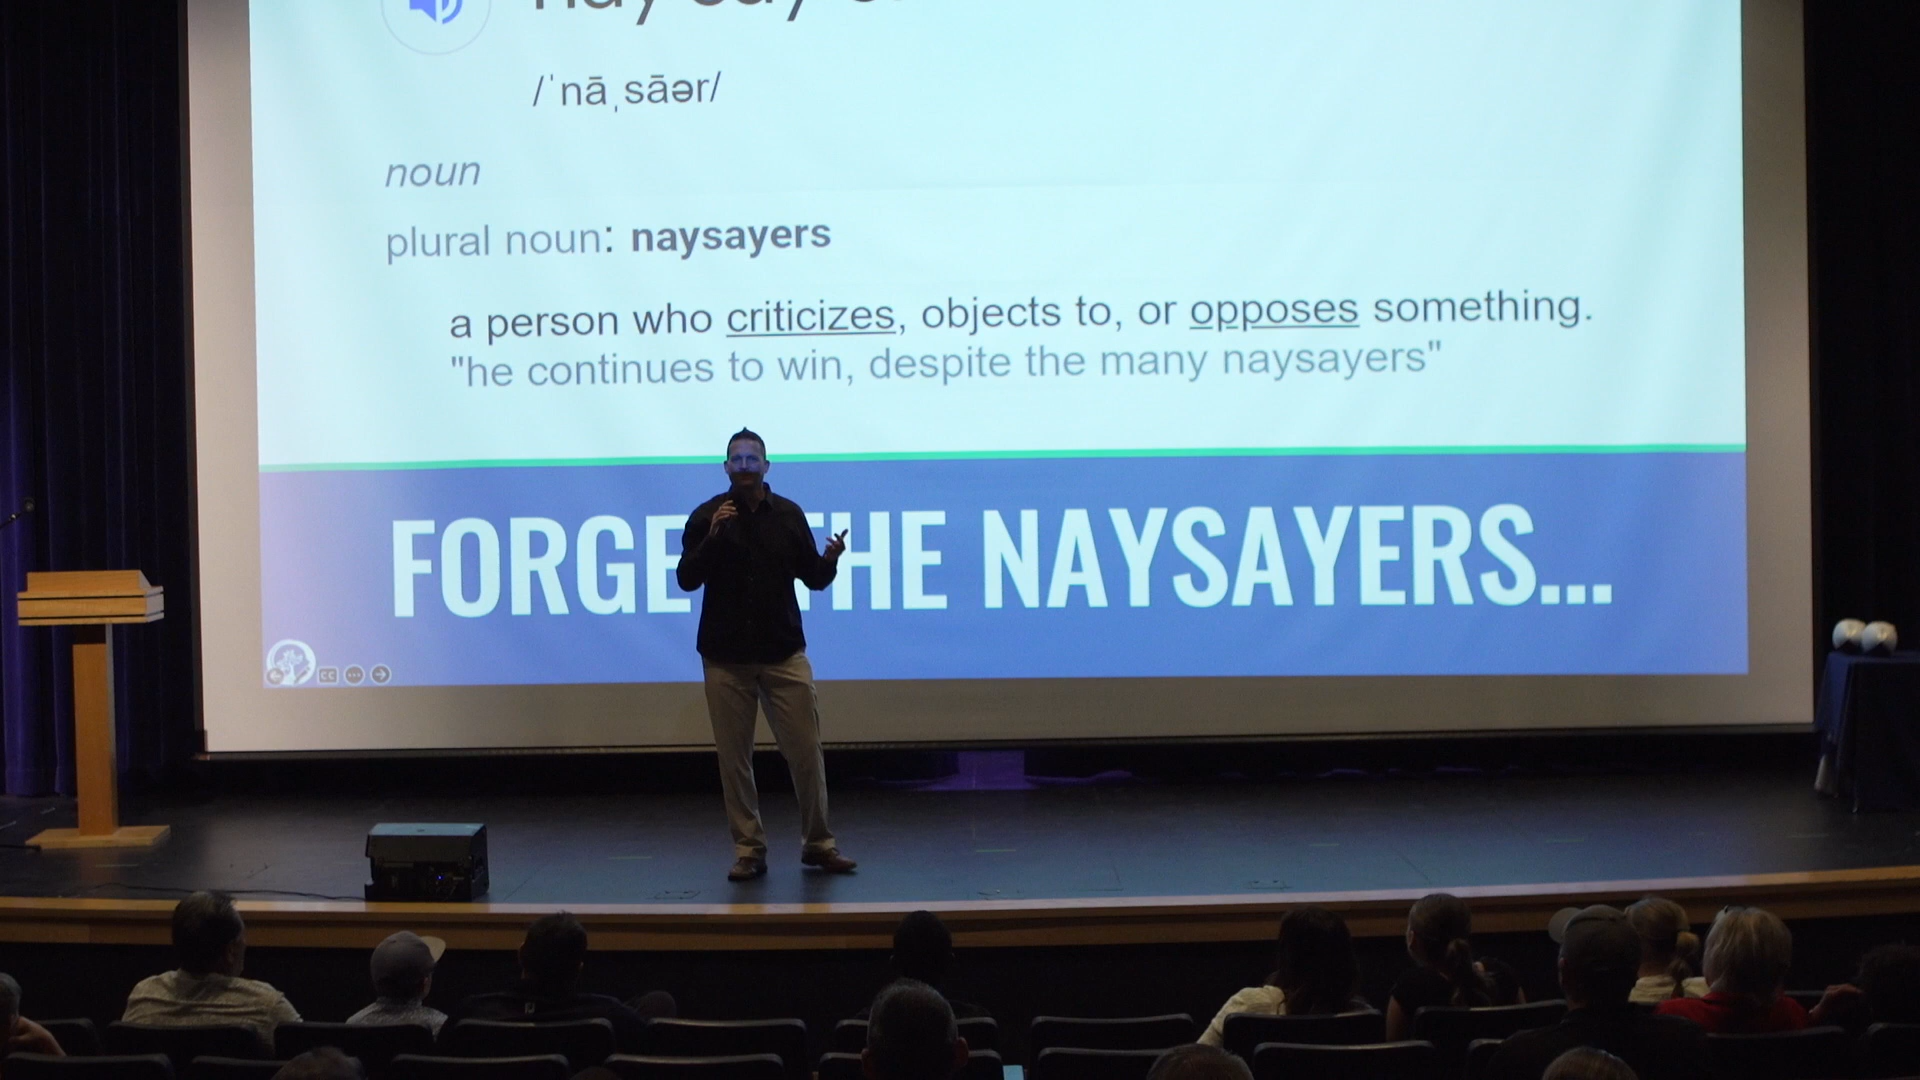 /ˈnāˌsāər/
noun
plural noun: naysayers
a person who criticizes, objects to, or opposes something.
"he continues to win, despite the many naysayers"
FORGE THE NAYSAYERS...
CC